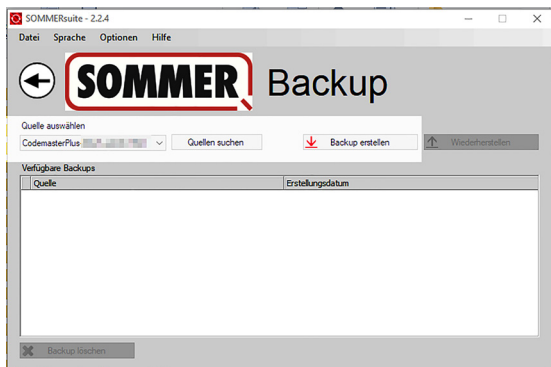 SOMMERsuite - 2.2.4
Datei Sprache Optionen Hilfe
SOMMER Backup
Quelle auswählen
CodemasterPlus- Quellen suchen Backup erstellen Wiederherstellen
Verfügbare Backups
Quelle Erstellungsdatum
Backup löschen